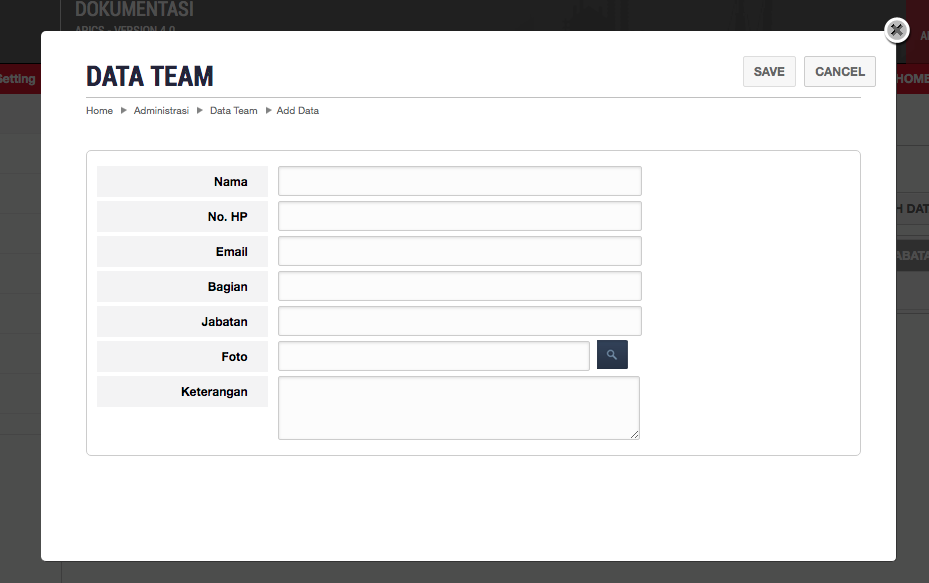 DOKUMENTASI
ARICS - VERSION 4.0
Setting
HOME
DATA TEAM
SAVE
CANCEL
Home
Administrasi
Data Team
Add Data
Nama
No. HP
Email
Bagian
Jabatan
Foto
Keterangan
H DAT
ABATA